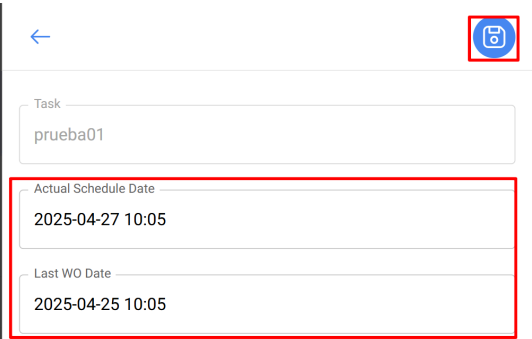 Task
prueba01
Actual Schedule Date
2025-04-27 10:05
Last WO Date
2025-04-25 10:05